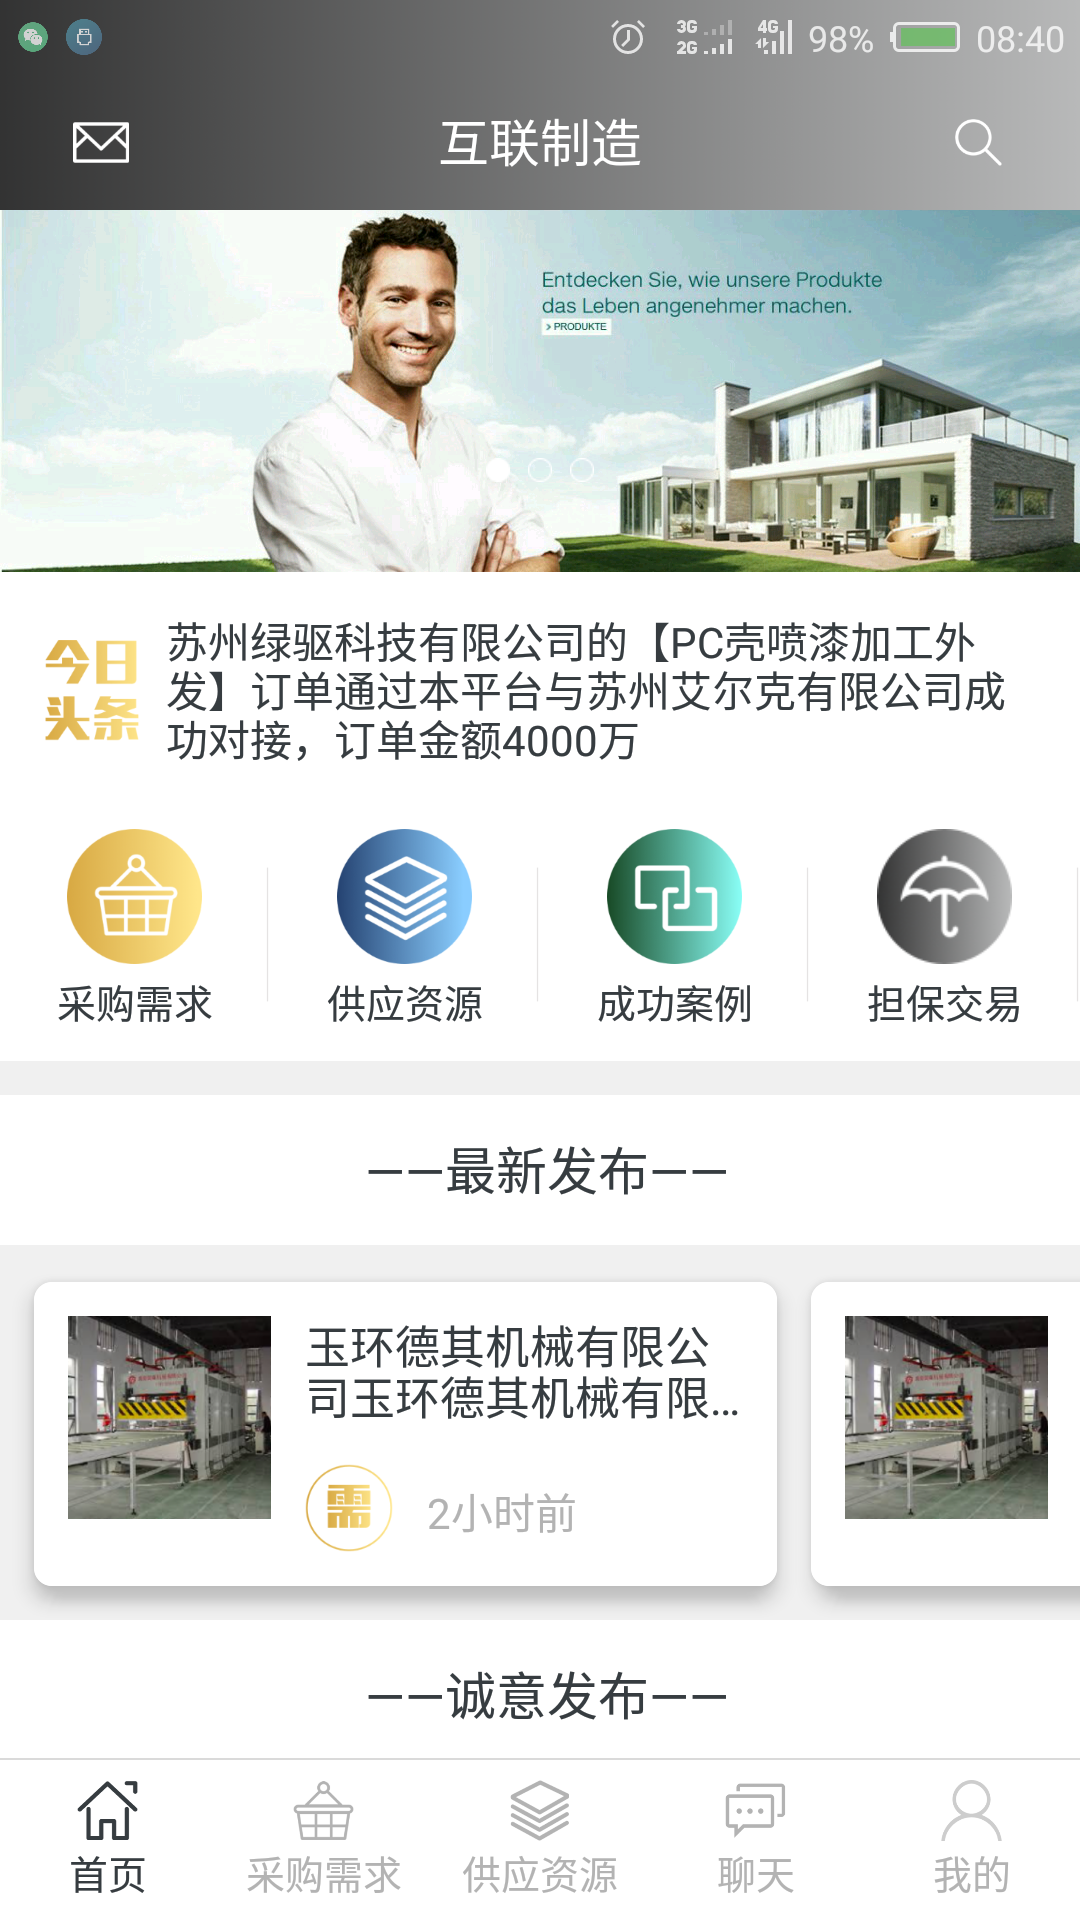 3G
2G
4G
98%
08:40
互联制造
Entdecken Sie, wie unsere Produkte
das Leben angenehmer machen.
> PRODUKTE
今日
头条
苏州绿驱科技有限公司的【PC壳喷漆加工外
发】订单通过本平台与苏州艾尔克有限公司成
功对接，订单金额4000万
采购需求
供应资源
成功案例
担保交易
——最新发布——
玉环德其机械有限公
司玉环德其机械有限...
需
2小时前
——诚意发布——
首页
采购需求
供应资源
聊天
我的